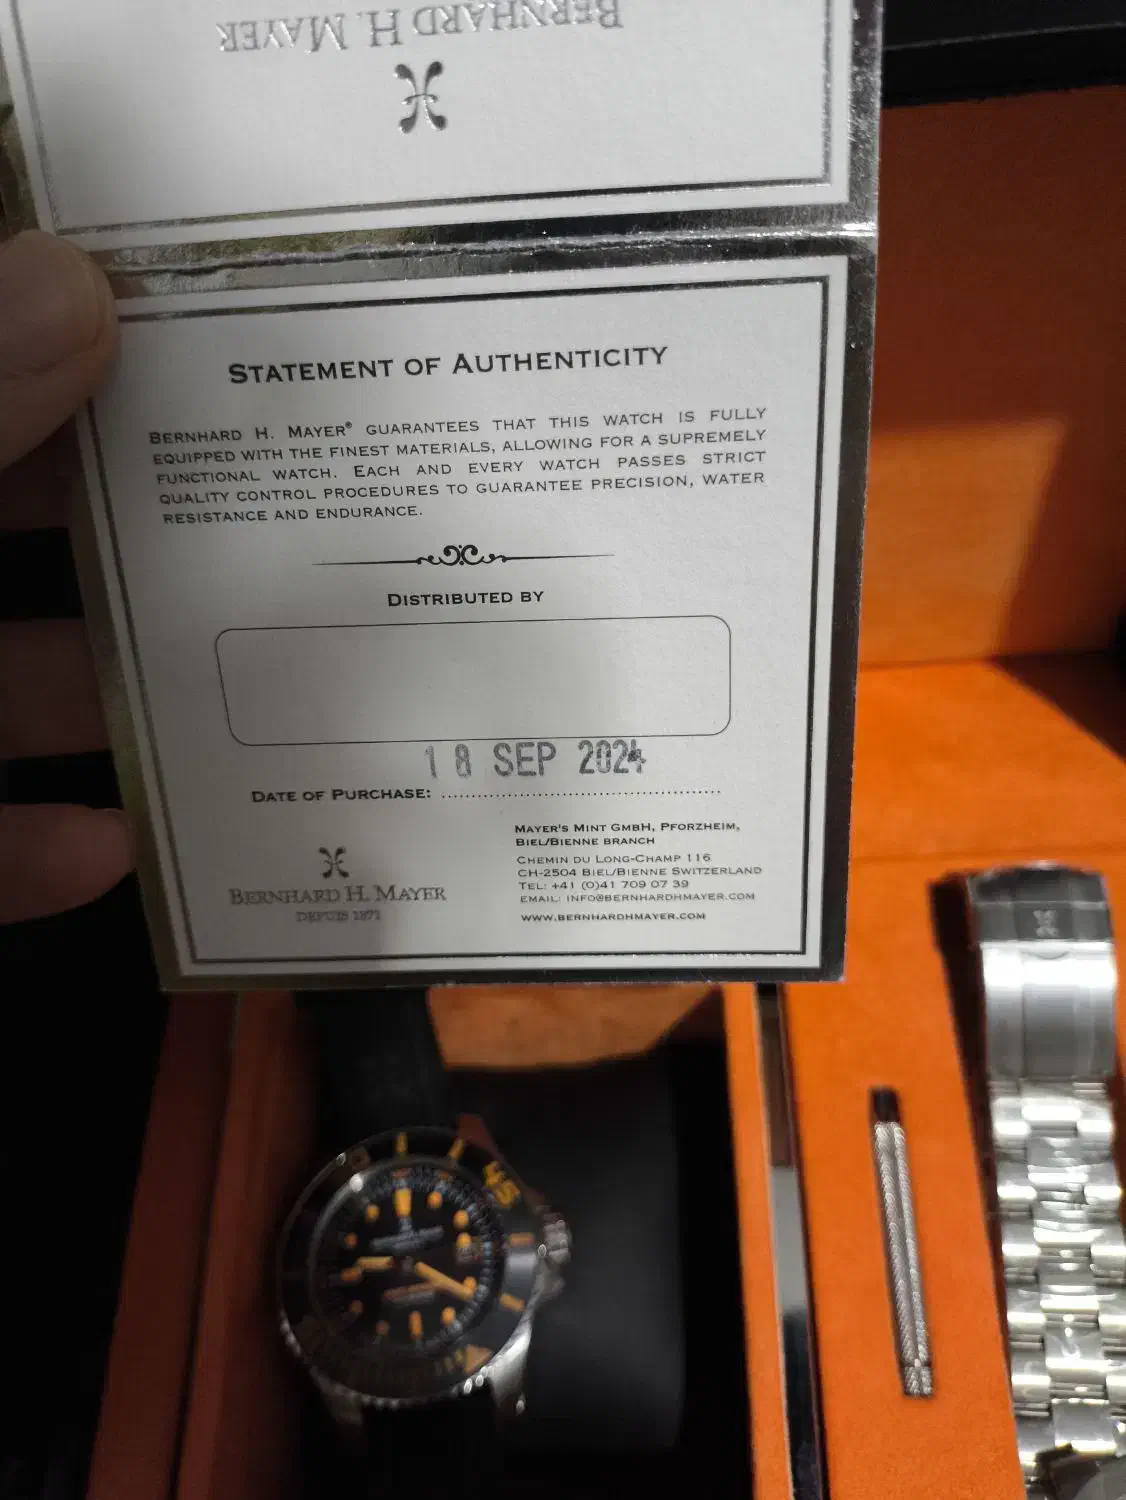 BERNHARD H. MAYER
STATEMENT OF AUTHENTICITY
BERNHARD H. MAYER® GUARANTEES THAT THIS WATCH IS FULLY
EQUIPPED WITH THE FINEST MATERIALS, ALLOWING FOR A SUPREMELY
FUNCTIONAL WATCH. EACH AND EVERY WATCH PASSES STRICT
QUALITY CONTROL PROCEDURES TO GUARANTEE PRECISION, WATER
RESISTANCE AND ENDURANCE.
DISTRIBUTED BY
18 SEP 2024
DATE OF PURCHASE:
BERNHARD H. MAYER
DEPUIS 1871
MAYER'S MINT GMBH, PFORZHEIM,
BIEL/BIENNE BRANCH
CHEMIN DU LONG-CHAMP 116
CH-2504 BIEL/BIENNE SWITZERLAND
TEL: +41 (0)41 709 07 39
EMAIL: INFO@BERNHARDHMAYER.COM
WWW.BERNHARDHMAYER.COM
45